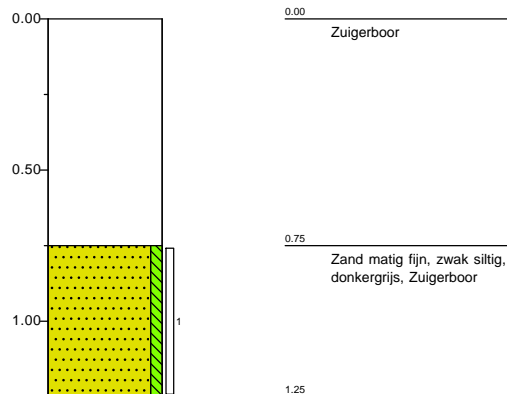 0.00
0.50
1.00
1
0.00
Zuigerboor
0.75
Zand matig fijn, zwak siltig,
donkergrijs, Zuigerboor
1.25